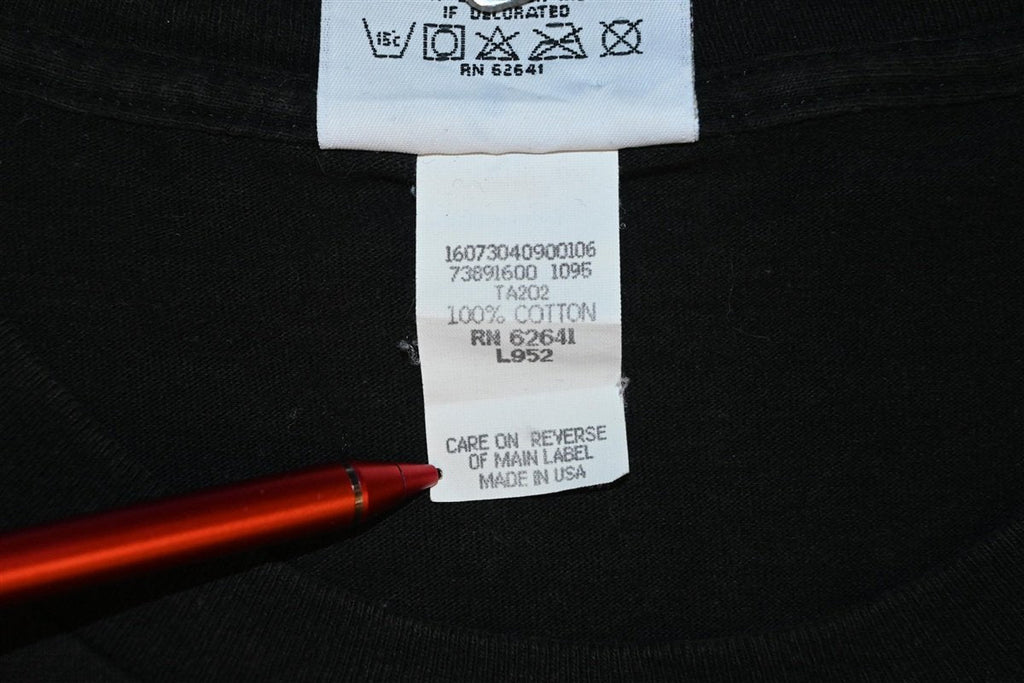 IF DECORATED
15°C
RN 62641
16073040900106
73891600 1095
TA202
100% COTTON
RN 62641
L952
CARE ON REVERSE
OF MAIN LABEL
MADE IN USA